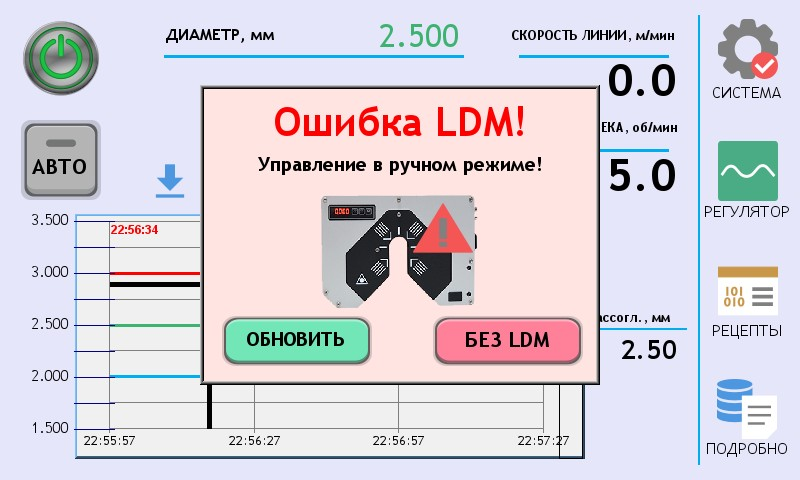 ДИАМЕТР, мм
2.500
СКОРОСТЬ ЛИНИИ, м/мин
0.0
ЕКА, об/мин
5.0
АВТО
Ошибка LDM!
Управление в ручном режиме!
ОБНОВИТЬ
БЕЗ LDM
ассогл., мм
2.50
3.500
3.000
2.500
2.000
1.500
22:56:34
22:55:57
22:56:27
22:56:57
22:57:27
СИСТЕМА
РЕГУЛЯТОР
101
010
РЕЦЕПТЫ
ПОДРОБНО